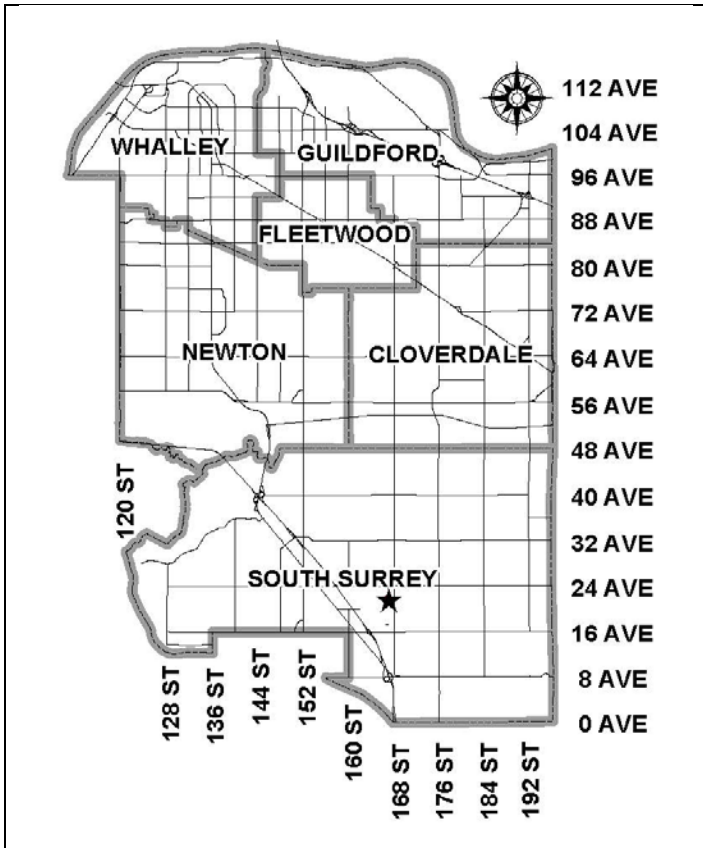 112 AVE
104 AVE
WHALLEY
GUILDFORD
96 AVE
88 AVE
FLEETWOOD
80 AVE
72 AVE
NEWTON
CLOVERDALE
64 AVE
56 AVE
48 AVE
120 ST
40 AVE
32 AVE
SOUTH SURREY
24 AVE
16 AVE
8 AVE
0 AVE
128 ST
136 ST
144 ST
152 ST
160 ST
168 ST
176 ST
184 ST
192 ST